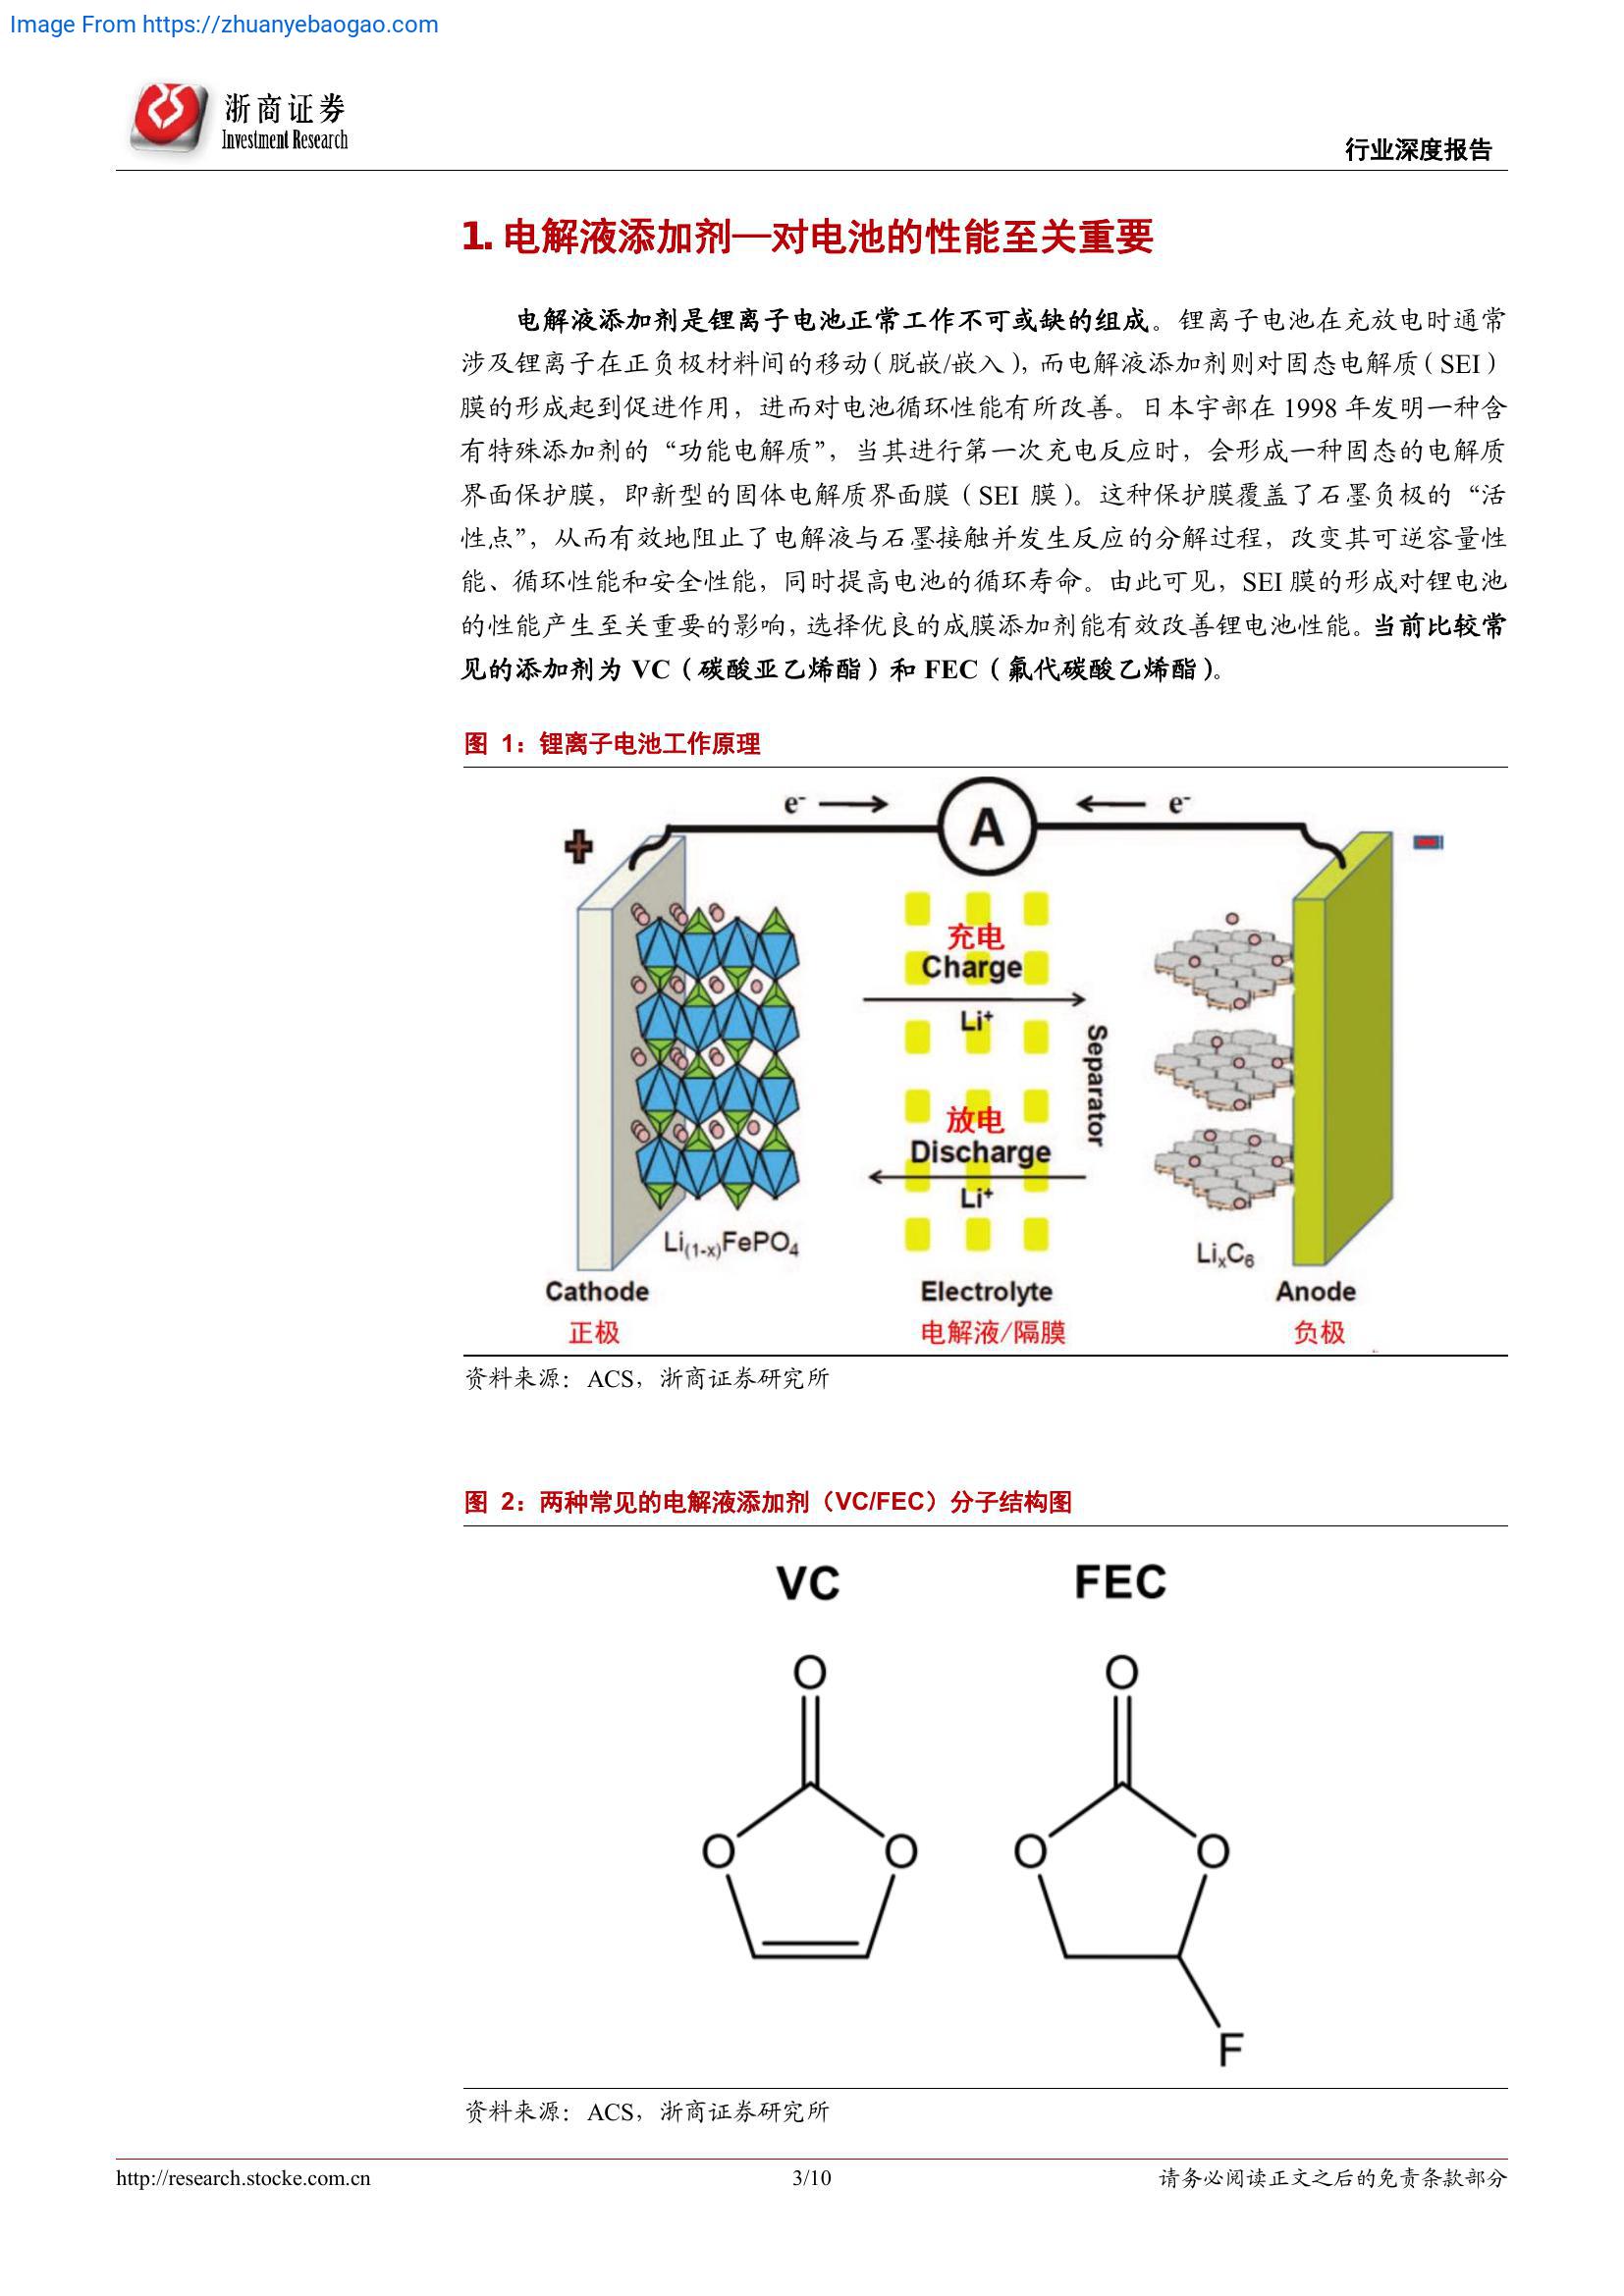 Image From https://zhuanyebaogao.com
浙商证券
Investment Research
行业深度报告
1. 电解液添加剂—对电池的性能至关重要
电解液添加剂是锂离子电池正常工作不可或缺的组成。锂离子电池在充放电时通常
涉及锂离子在正负极材料间的移动（脱嵌/嵌入），而电解液添加剂则对固态电解质（SEI）
膜的形成起到促进作用，进而对电池循环性能有所改善。日本宇部在 1998 年发明一种含
有特殊添加剂的“功能电解质”，当其进行第一次充电反应时，会形成一种固态的电解质
界面保护膜，即新型的固体电解质界面膜（SEI 膜）。这种保护膜覆盖了石墨负极的“活
性点”，从而有效地阻止了电解液与石墨接触并发生反应的分解过程，改变其可逆容量性
能、循环性能和安全性能，同时提高电池的循环寿命。由此可见，SEI 膜的形成对锂电池
的性能产生至关重要的影响，选择优良的成膜添加剂能有效改善锂电池性能。当前比较常
见的添加剂为 VC（碳酸亚乙烯酯）和 FEC（氟代碳酸乙烯酯）。
图 1：锂离子电池工作原理
e⁻ e⁻
A
充电
Charge
Li⁺
Separator
放电
Discharge
Li⁺
Li(1-x)FePO4
LixC6
Cathode Electrolyte Anode
正极 电解液/隔膜 负极
资料来源：ACS，浙商证券研究所
图 2：两种常见的电解液添加剂（VC/FEC）分子结构图
VC FEC
O O
O O O O
F
资料来源：ACS，浙商证券研究所
http://research.stocke.com.cn 3/10 请务必阅读正文之后的免责条款部分